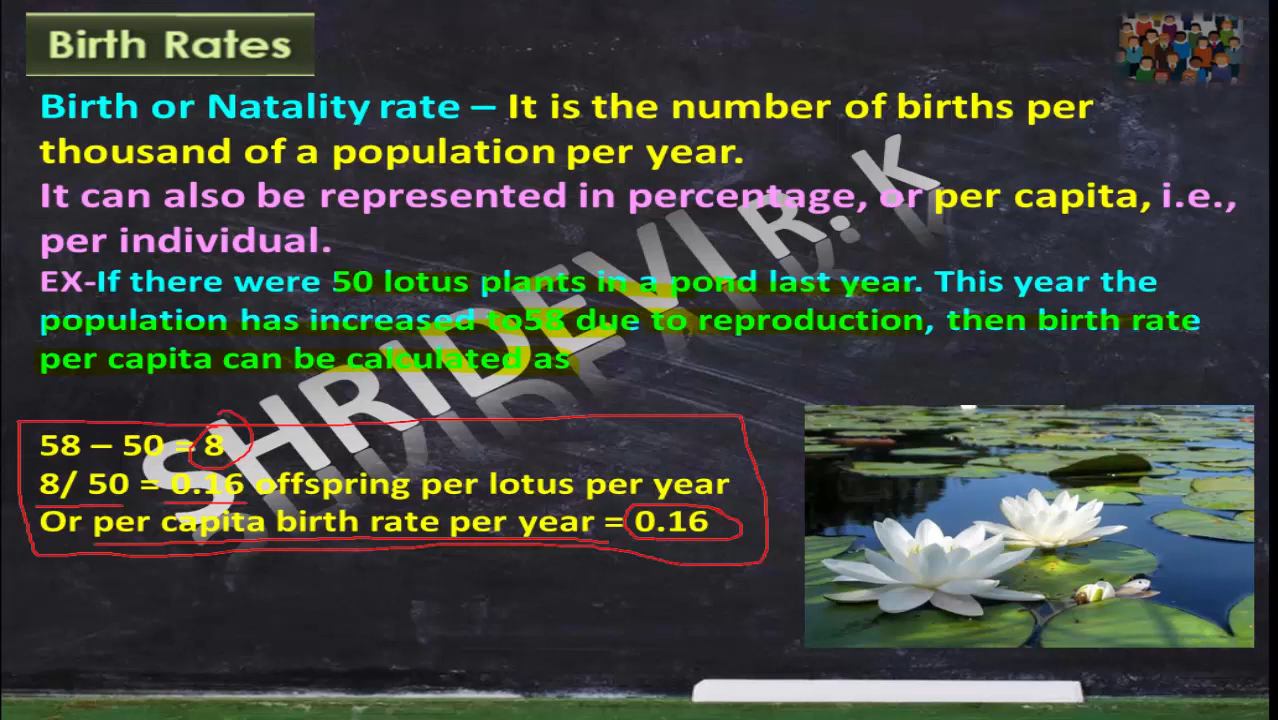 Birth Rates
Birth or Natality rate – It is the number of births per
thousand of a population per year.
It can also be represented in percentage, or per capita, i.e.,
per individual.
EX-If there were 50 lotus plants in a pond last year. This year the
population has increased to58 due to reproduction, then birth rate
per capita can be calculated as
58 – 50 = 8
8/ 50 = 0.16 offspring per lotus per year
Or per capita birth rate per year = 0.16
SHRIDEVI R. K